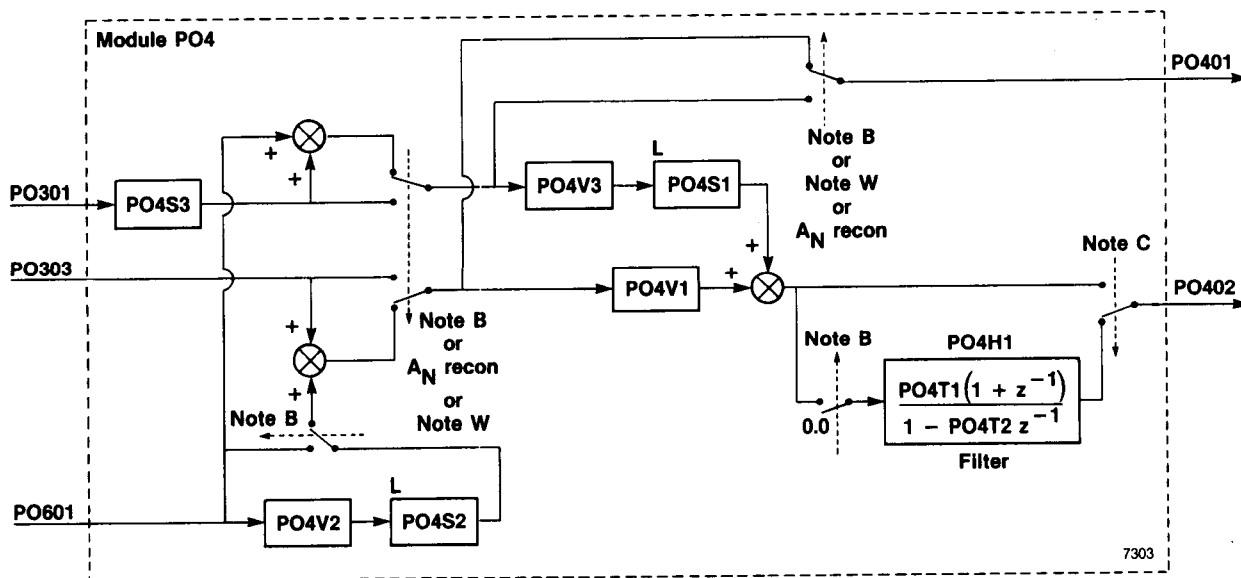 Module PO4
PO401
Note B
or
Note W
or
A_N recon
L
PO301
PO4S3
+
+
PO4V3
PO4S1
+
Note C
PO303
PO4V1
+
PO402
+
Note B
or
A_N recon
or
Note W
Note B
PO4H1
+
Note B
0.0
PO4T1(1 + z^{-1})
1 - PO4T2 z^{-1}
Filter
L
PO601
PO4V2
PO4S2
7303